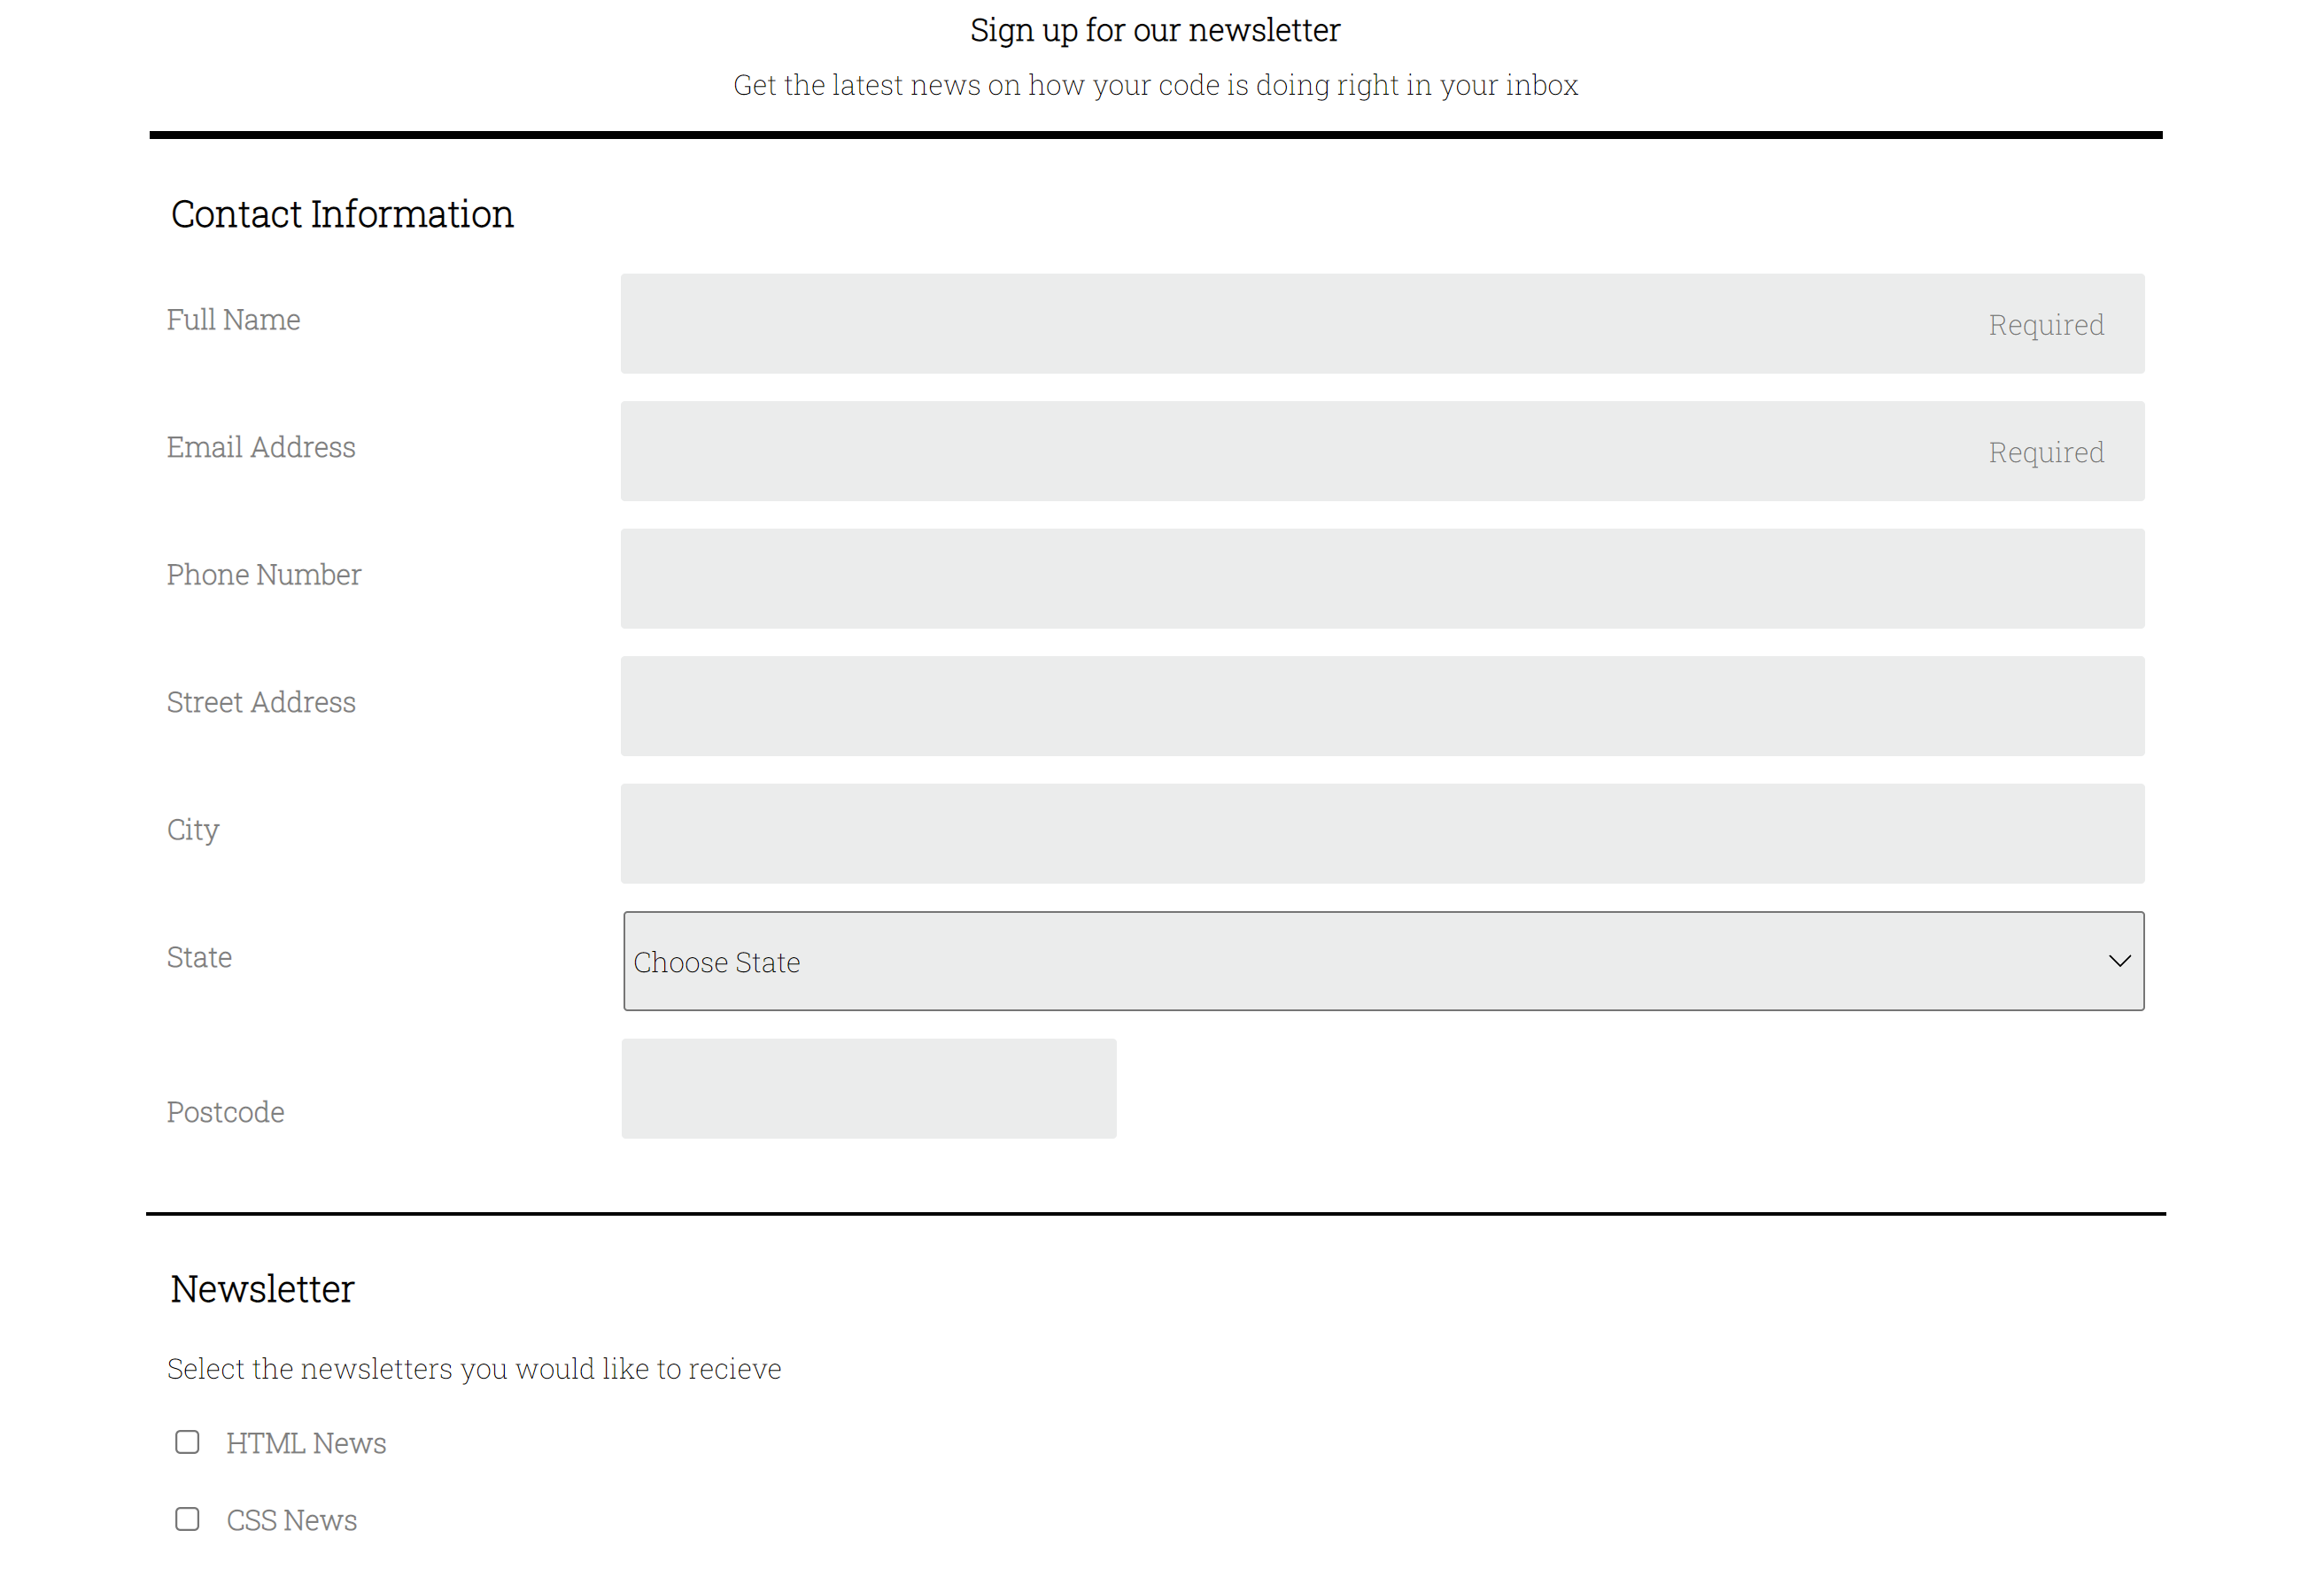 Sign up for our newsletter
Get the latest news on how your code is doing right in your inbox
Contact Information
Full Name
Required
Email Address
Required
Phone Number
Street Address
City
State
Choose State
Postcode
Newsletter
Select the newsletters you would like to recieve
HTML News
CSS News